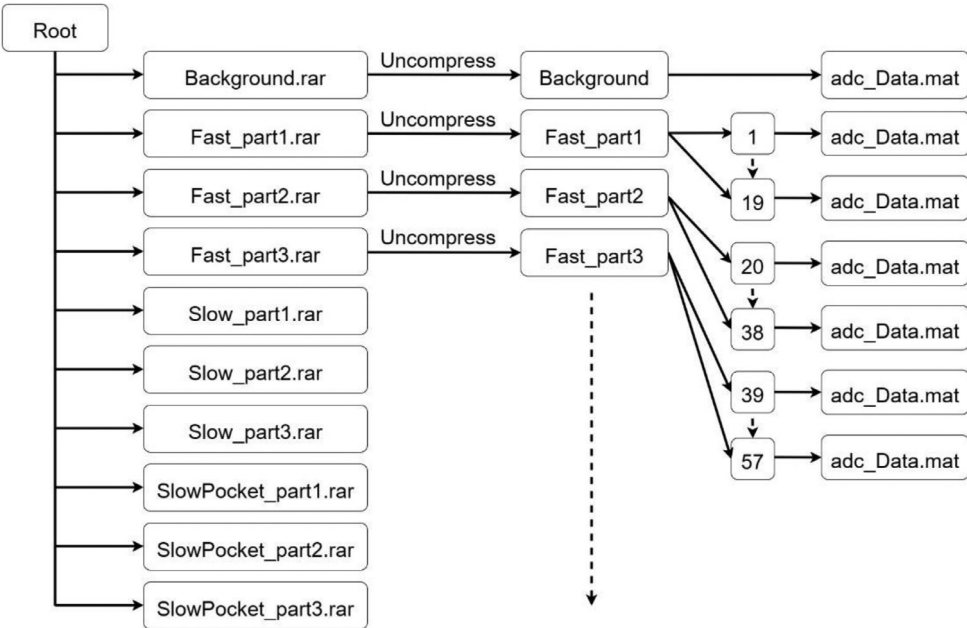 Root
Background.rar
Uncompress
Background
adc_Data.mat
Fast_part1.rar
Uncompress
Fast_part1
1
adc_Data.mat
19
adc_Data.mat
Fast_part2.rar
Uncompress
Fast_part2
20
adc_Data.mat
38
adc_Data.mat
Fast_part3.rar
Uncompress
Fast_part3
39
adc_Data.mat
57
adc_Data.mat
Slow_part1.rar
Slow_part2.rar
Slow_part3.rar
SlowPocket_part1.rar
SlowPocket_part2.rar
SlowPocket_part3.rar